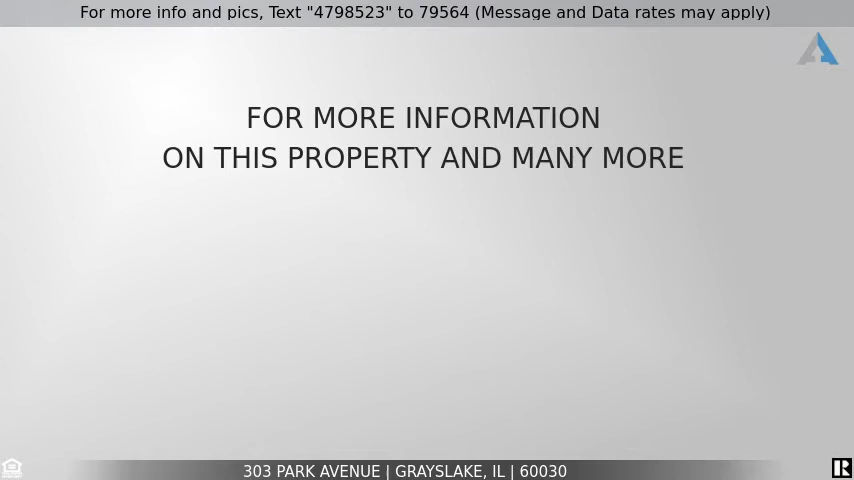 For more info and pics, Text "4798523" to 79564 (Message and Data rates may apply)
FOR MORE INFORMATION
ON THIS PROPERTY AND MANY MORE
303 PARK AVENUE | GRAYSLAKE, IL | 60030